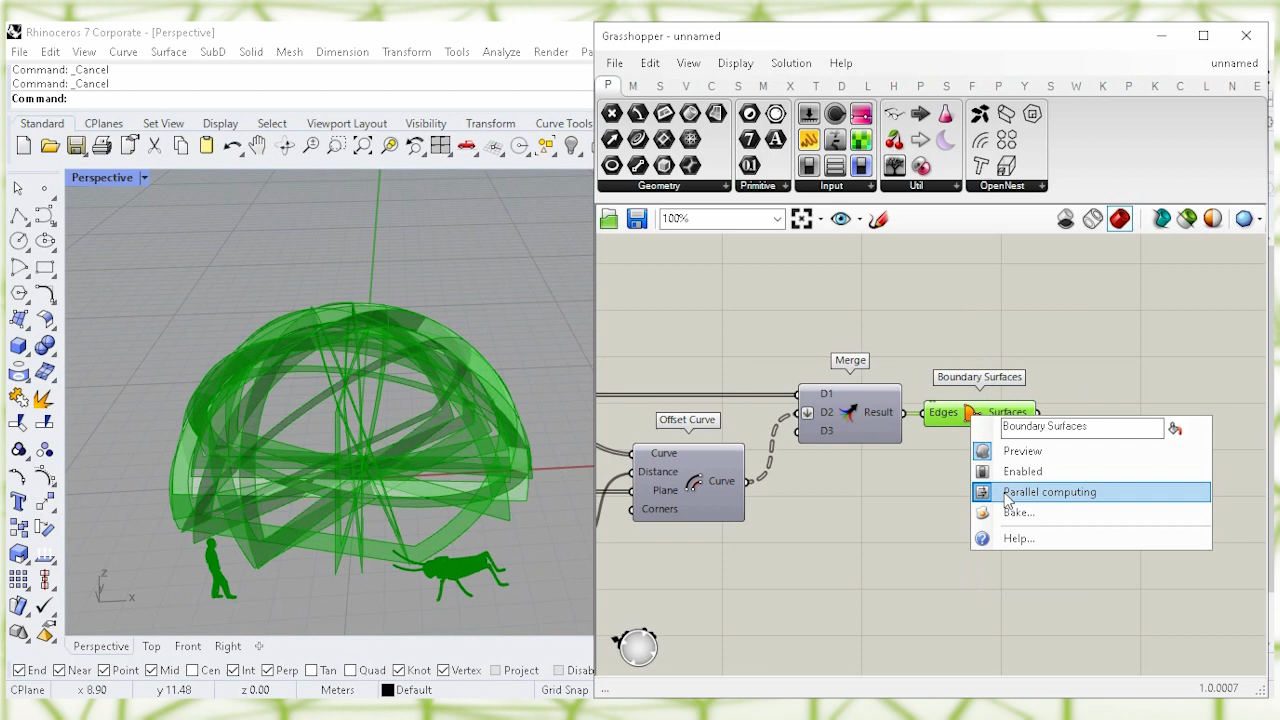 Rhinoceros 7 Corporate - [Perspective]
File Edit View Curve Surface SubD Solid Mesh Dimension Transform Tools Analyze Render Pa
Command: _Cancel
Command: _Cancel
Command:
Standard CPlanes Set View Display Select Viewport Layout Visibility Transform Curve Tools
Perspective
z
x
Perspective Top Front Right
End Near Point Mid Cen Int Perp Tan Quad Knot Vertex Project Disab
CPlane x 8.90 y 11.48 z 0.00 Meters Default Grid Snap
Grasshopper - unnamed
File Edit View Display Solution Help unnamed
P M S V C S M X T D L H P W B L F K Y S W K P K C K L N E
Geometry Primitive Input Util OpenNest
100%
Merge
D1
D2 Result
D3
Boundary Surfaces
Edges Surfaces
Offset Curve
Curve
Distance
Plane
Corners
Curve
Boundary Surfaces
Preview
Enabled
Parallel computing
Bake...
Help...
... 1.0.0007